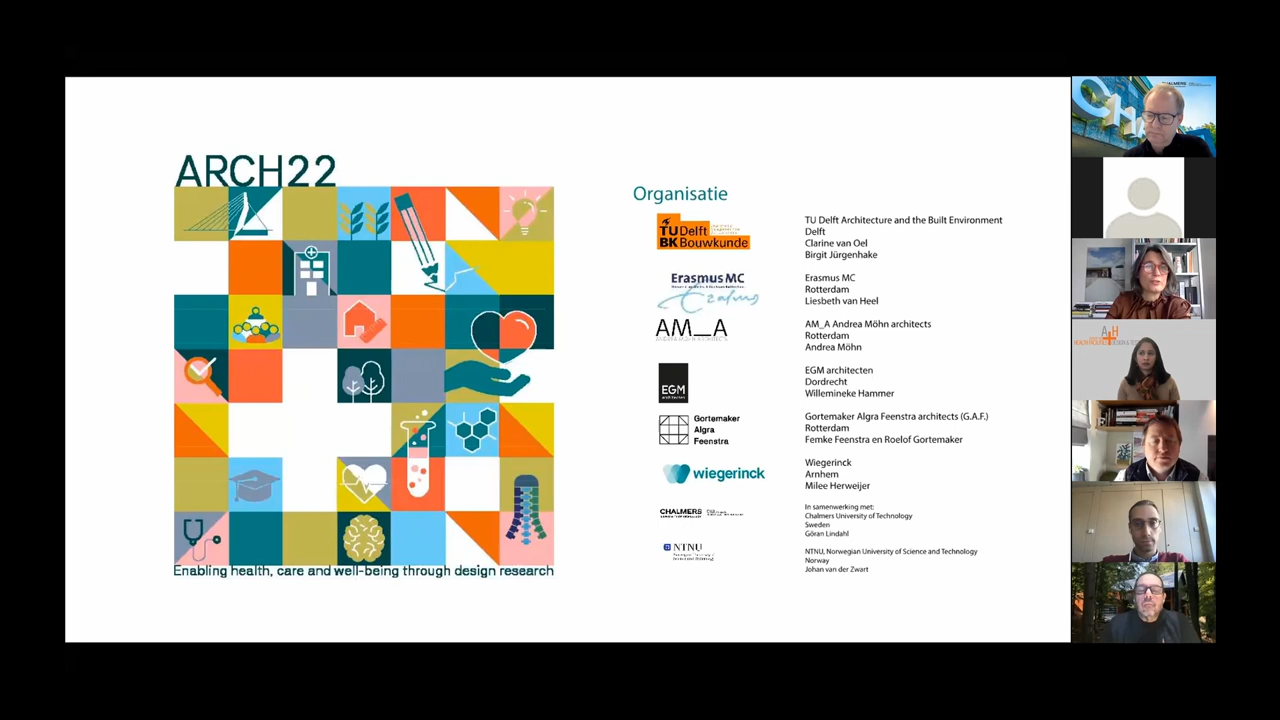 ARCH22
Enabling health, care and well-being through design research
Organisatie
TU Delft
BK Bouwkunde
TU Delft Architecture and the Built Environment
Delft
Clarine van Oel
Birgit Jürgenhake
Erasmus MC
Erasmus MC
Rotterdam
Liesbeth van Heel
AM_A
AM_A Andrea Möhn architects
Rotterdam
Andrea Möhn
EGM
architecten
EGM architecten
Dordrecht
Willemineke Hammer
Gortemaker
Algra
Feenstra
Gortemaker Algra Feenstra architects (G.A.F.)
Rotterdam
Femke Feenstra en Roelof Gortemaker
wiegerinck
Wiegerinck
Arnhem
Milee Herweijer
CHALMERS
In samenwerking met:
Chalmers University of Technology
Sweden
Göran Lindahl
NTNU
NTNU, Norwegian University of Science and Technology
Norway
Johan van der Zwart
CHALMERS